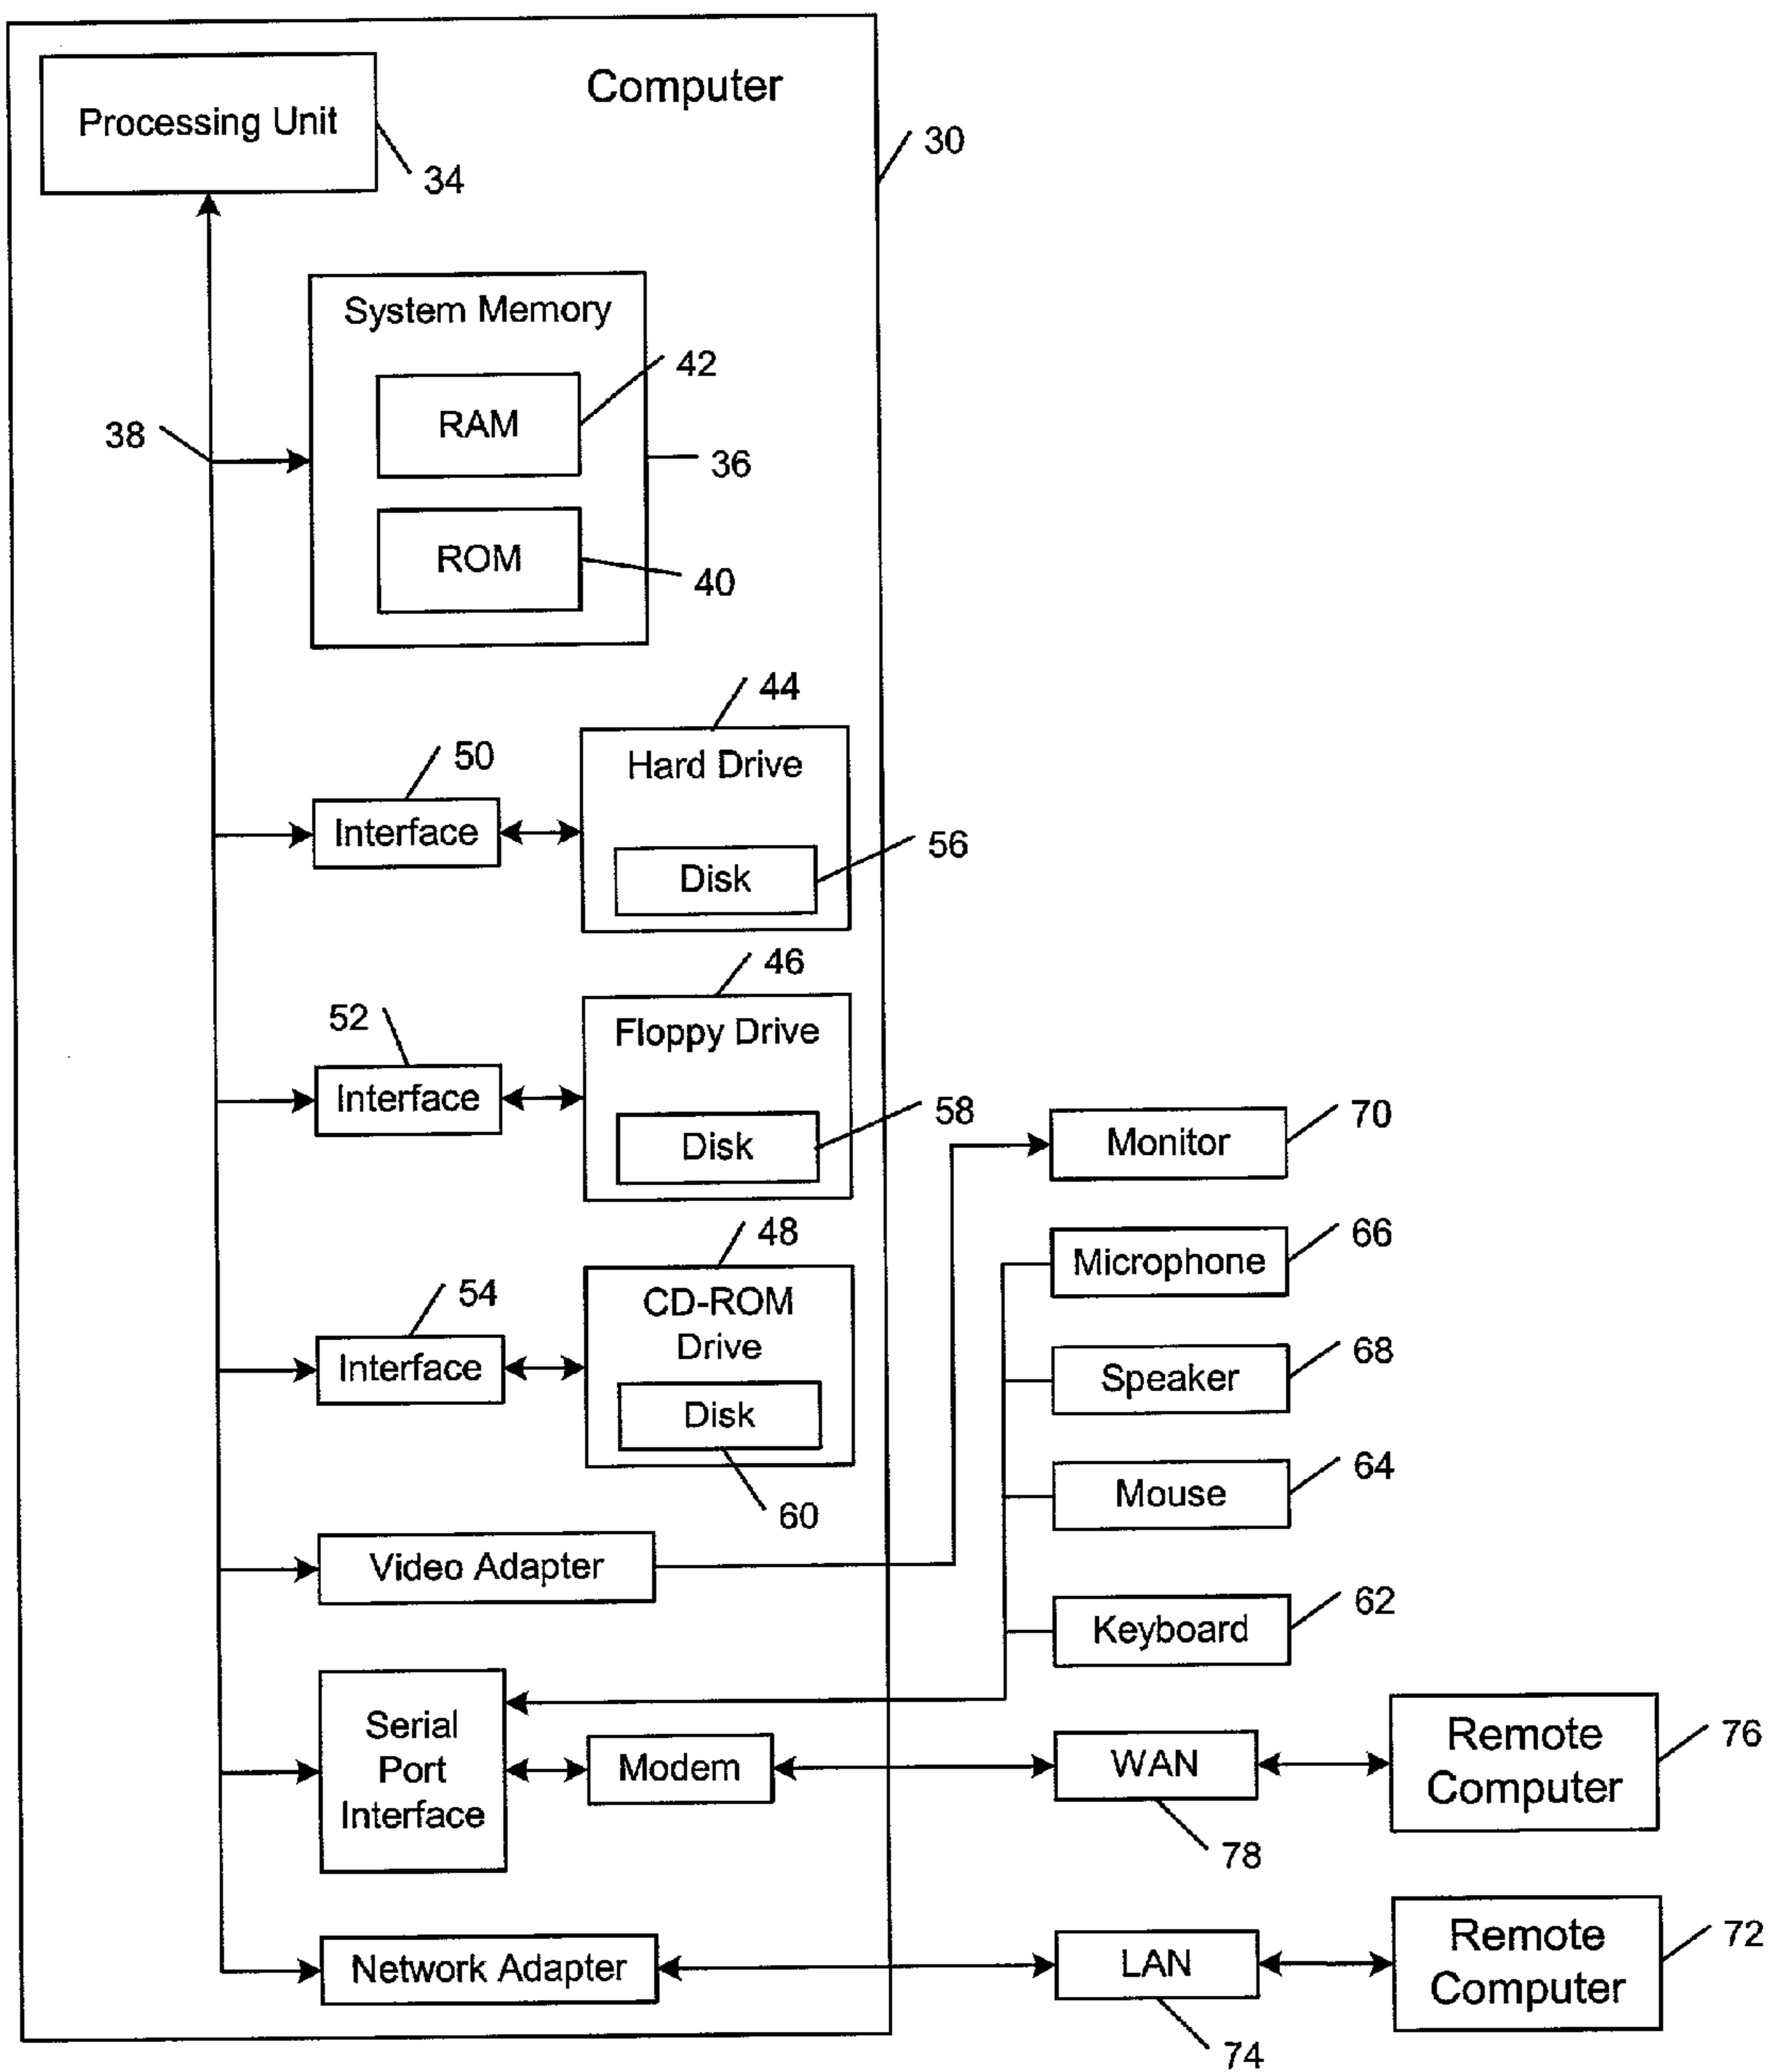 Computer
Processing Unit
30
34
System Memory
42
RAM
38
36
ROM
40
44
50
Hard Drive
Interface
56
Disk
46
52
Floppy Drive
Interface
58
Disk
70
Monitor
48
66
Microphone
54
CD-ROM
Drive
Interface
68
Speaker
Disk
64
Mouse
60
Video Adapter
62
Keyboard
Serial
Port
Interface
Modem
WAN
78
Remote
Computer
76
Network Adapter
LAN
74
Remote
Computer
72